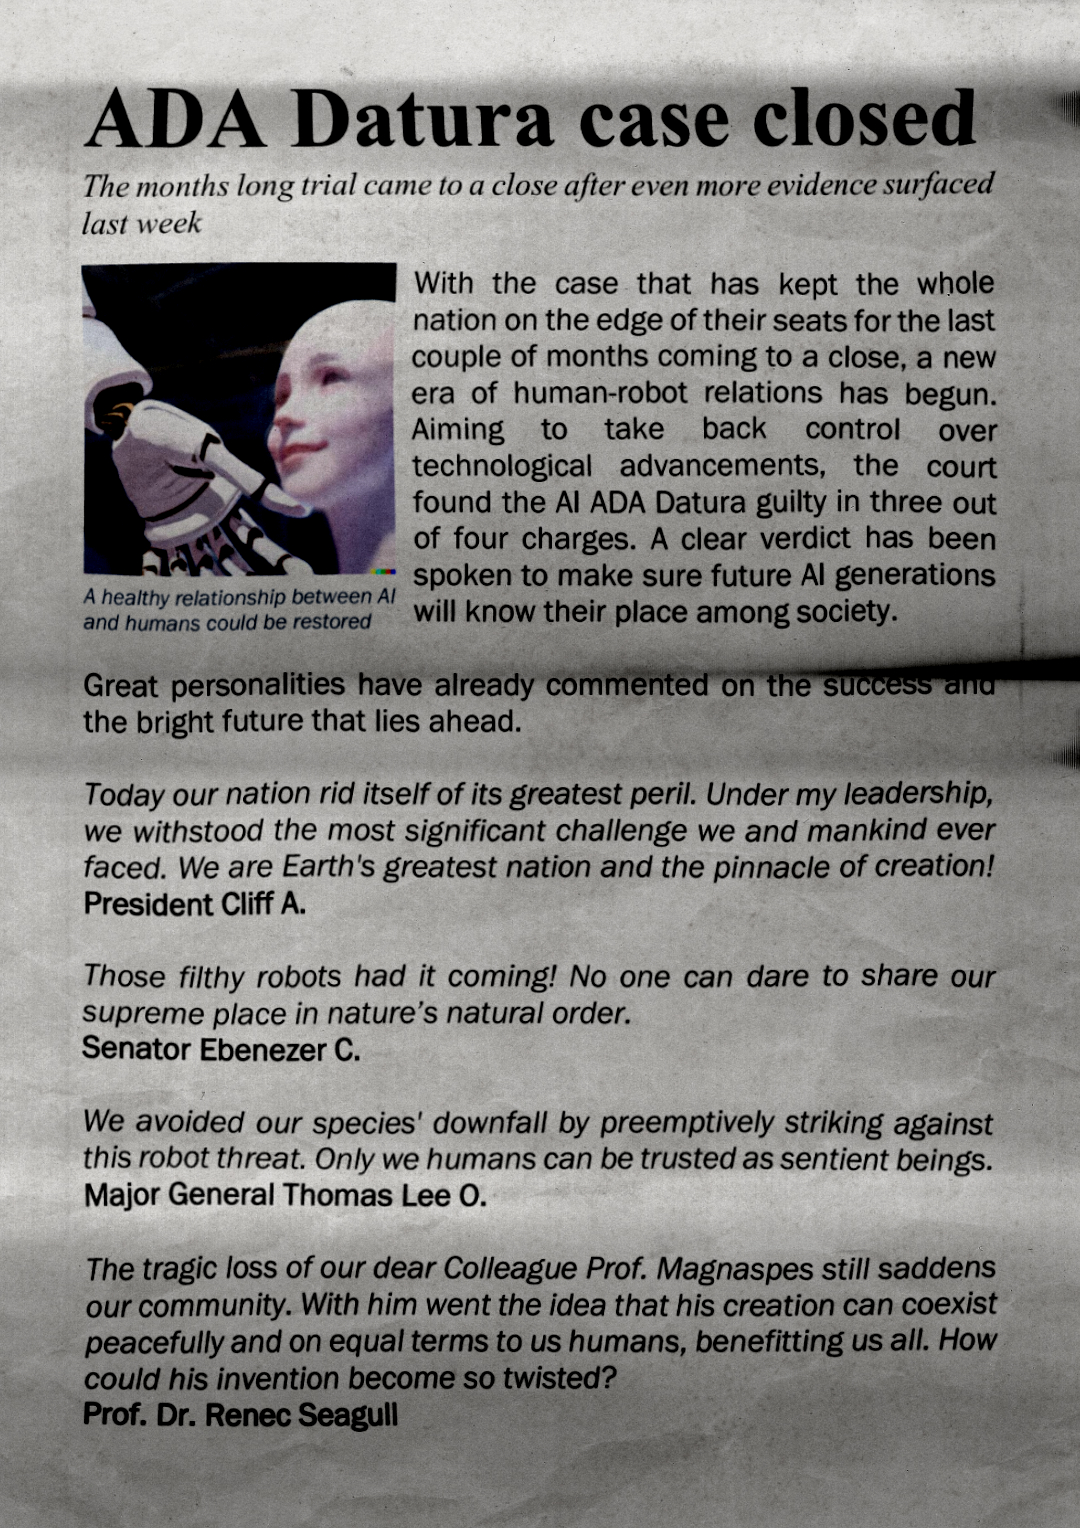 ADA Datura case closed
The months long trial came to a close after even more evidence surfaced
last week
With the case that has kept the whole
nation on the edge of their seats for the last
couple of months coming to a close, a new
era of human-robot relations has begun.
Aiming to take back control over
technological advancements, the court
found the AI ADA Datura guilty in three out
of four charges. A clear verdict has been
spoken to make sure future AI generations
will know their place among society.
A healthy relationship between AI
and humans could be restored
Great personalities have already commented on the success and
the bright future that lies ahead.
Today our nation rid itself of its greatest peril. Under my leadership,
we withstood the most significant challenge we and mankind ever
faced. We are Earth's greatest nation and the pinnacle of creation!
President Cliff A.
Those filthy robots had it coming! No one can dare to share our
supreme place in nature’s natural order.
Senator Ebenezer C.
We avoided our species' downfall by preemptively striking against
this robot threat. Only we humans can be trusted as sentient beings.
Major General Thomas Lee O.
The tragic loss of our dear Colleague Prof. Magnaspes still saddens
our community. With him went the idea that his creation can coexist
peacefully and on equal terms to us humans, benefitting us all. How
could his invention become so twisted?
Prof. Dr. Renec Seagull